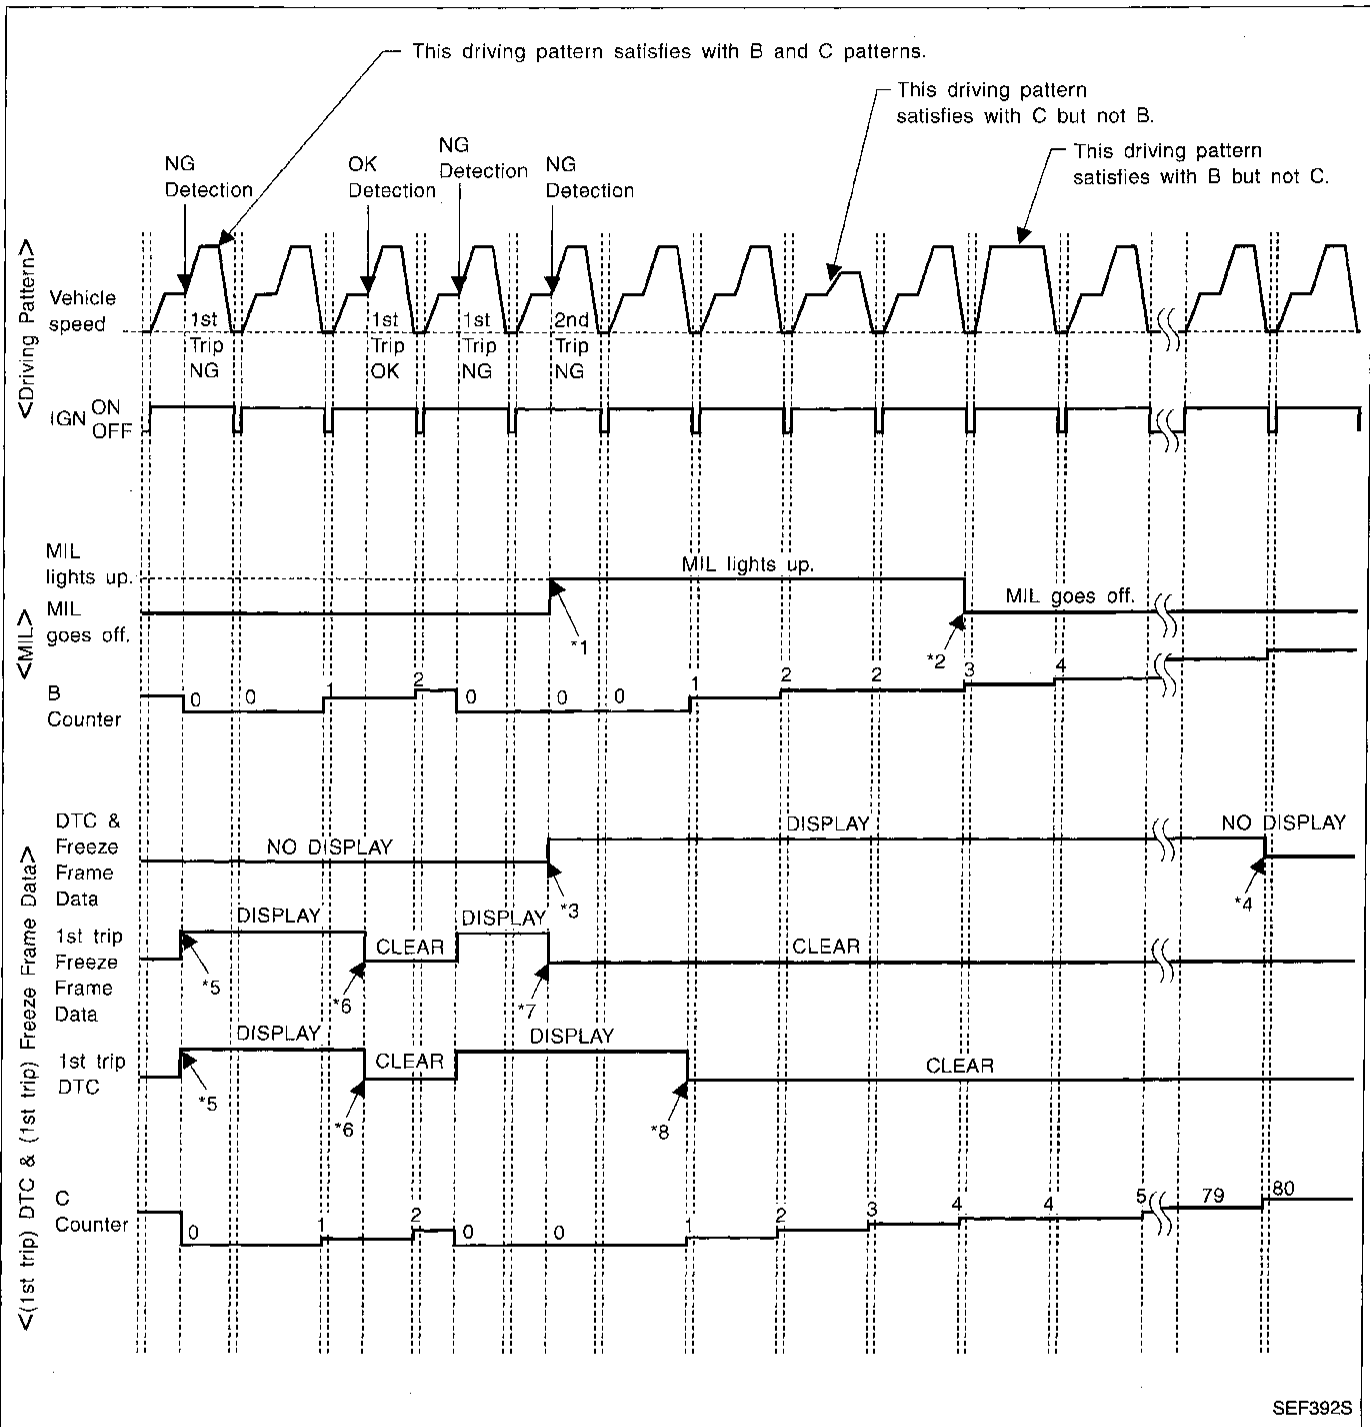 This driving pattern satisfies with B and C patterns.
This driving pattern
satisfies with C but not B.
This driving pattern
satisfies with B but not C.
NG
Detection
OK
Detection
NG
Detection
NG
Detection
<Driving Pattern>
Vehicle
speed
1st
Trip
NG
1st
Trip
OK
1st
Trip
NG
2nd
Trip
NG
IGN ON
OFF
<MIL>
MIL
lights up.
MIL lights up.
MIL
goes off.
MIL goes off.
*1
*2
B
Counter
0 0 1 2 0 0 0 1 2 2 3 4
<(1st trip) DTC & (1st trip) Freeze Frame Data>
DTC &
Freeze
Frame
Data
NO DISPLAY
DISPLAY
NO DISPLAY
*3
*4
1st trip
Freeze
Frame
Data
DISPLAY
CLEAR
DISPLAY
CLEAR
*5
*6
*7
1st trip
DTC
DISPLAY
CLEAR
DISPLAY
CLEAR
*5
*6
*8
C
Counter
0 1 2 0 0 1 2 3 4 4 5 79 80
SEF392S